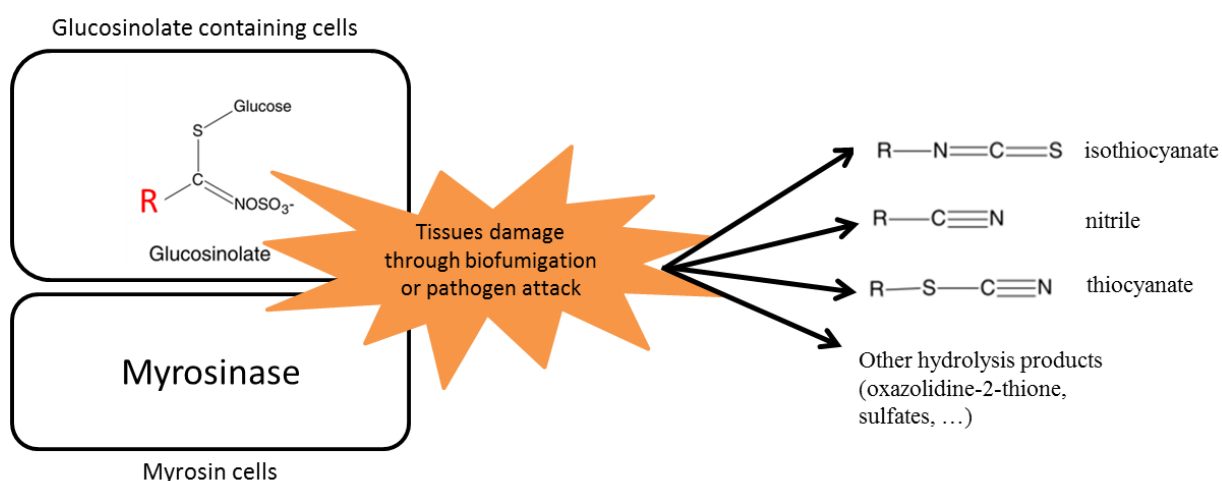 Glucosinolate containing cells
Glucose
S
C
R
NOSO₃-
Glucosinolate
Myrosinase
Myrosin cells
Tissues damage
through biofumigation
or pathogen attack
R N C S isothiocyanate
R C N nitrile
R S C N thiocyanate
Other hydrolysis products
(oxazolidine-2-thione,
sulfates, …)